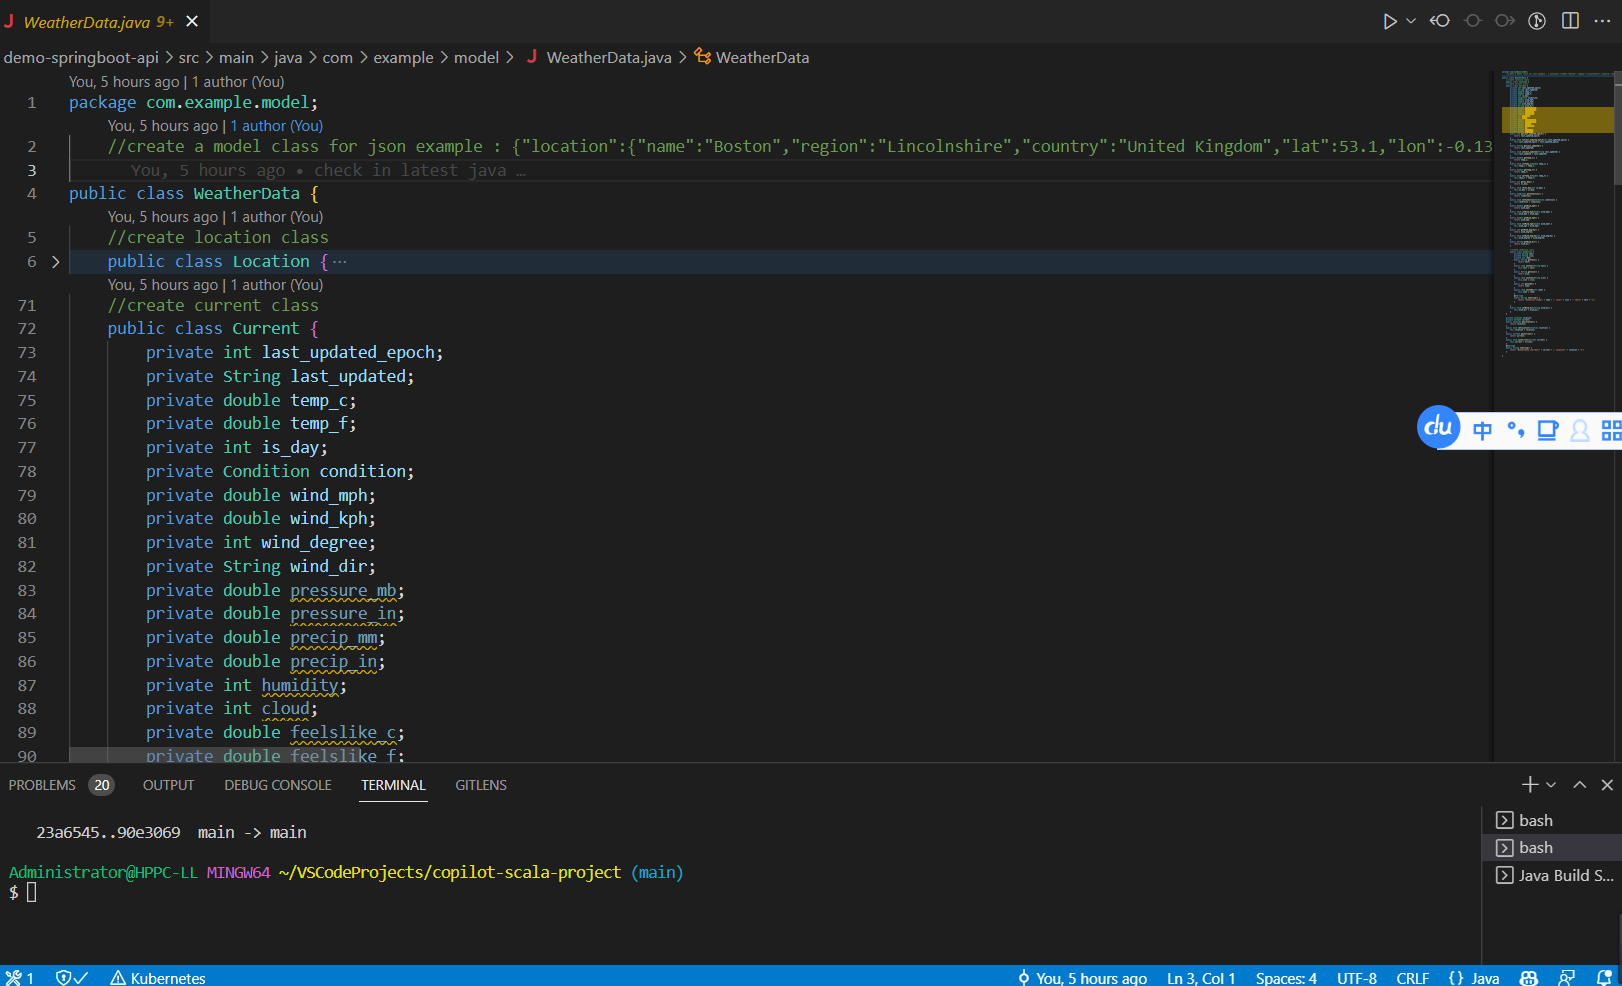 J WeatherData.java 9+ ×
demo-springboot-api > src > main > java > com > example > model > J WeatherData.java > WeatherData
You, 5 hours ago | 1 author (You)
1 package com.example.model;
You, 5 hours ago | 1 author (You)
2 //create a model class for json example : {"location":{"name":"Boston","region":"Lincolnshire","country":"United Kingdom","lat":53.1,"lon":-0.13
3 You, 5 hours ago • check in latest java …
4 public class WeatherData {
You, 5 hours ago | 1 author (You)
5 //create location class
6 > public class Location { ⋯
You, 5 hours ago | 1 author (You)
71 //create current class
72 public class Current {
73 private int last_updated_epoch;
74 private String last_updated;
75 private double temp_c;
76 private double temp_f;
77 private int is_day;
78 private Condition condition;
79 private double wind_mph;
80 private double wind_kph;
81 private int wind_degree;
82 private String wind_dir;
83 private double pressure_mb;
84 private double pressure_in;
85 private double precip_mm;
86 private double precip_in;
87 private int humidity;
88 private int cloud;
89 private double feelslike_c;
90 private double feelslike_f;
du 中 °,
PROBLEMS 20 OUTPUT DEBUG CONSOLE TERMINAL GITLENS
23a6545..90e3069 main -> main
Administrator@HPPC-LL MINGW64 ~/VSCodeProjects/copilot-scala-project (main)
$
bash
bash
Java Build S...
1 Kubernetes You, 5 hours ago Ln 3, Col 1 Spaces: 4 UTF-8 CRLF {} Java